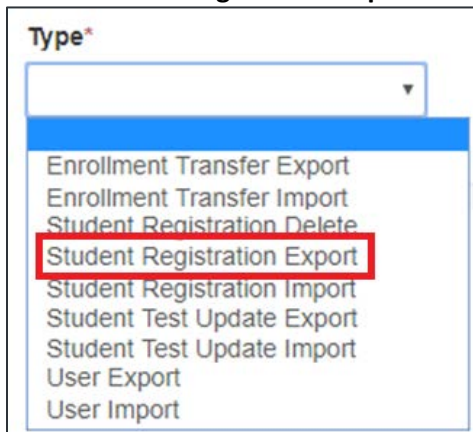 Type*
Enrollment Transfer Export
Enrollment Transfer Import
Student Registration Delete
Student Registration Export
Student Registration Import
Student Test Update Export
Student Test Update Import
User Export
User Import